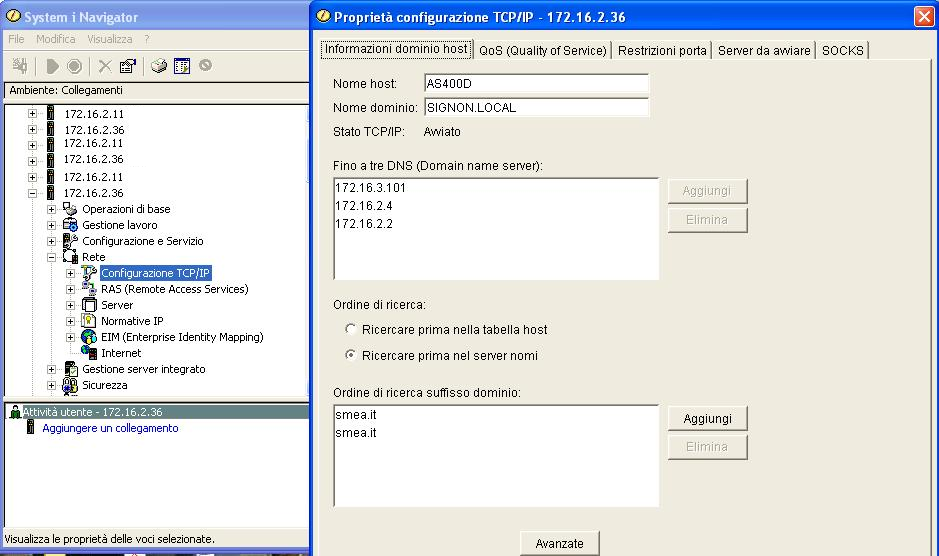 System i Navigator
File Modifica Visualizza ?
Ambiente: Collegamenti
172.16.2.11
172.16.2.36
172.16.2.11
172.16.2.36
172.16.2.11
172.16.2.36
Operazioni di base
Gestione lavoro
Configurazione e Servizio
Rete
Configurazione TCP/IP
RAS (Remote Access Services)
Server
Normative IP
EIM (Enterprise Identity Mapping)
Internet
Gestione server integrato
Sicurezza
Attività utente - 172.16.2.36
Aggiungere un collegamento
Visualizza le proprietà delle voci selezionate.
Proprietà configurazione TCP/IP - 172.16.2.36
Informazioni dominio host QoS (Quality of Service) Restrizioni porta Server da avviare SOCKS
Nome host: AS400D
Nome dominio: SIGNON.LOCAL
Stato TCP/IP: Avviato
Fino a tre DNS (Domain name server):
172.16.3.101
172.16.2.4
172.16.2.2
Aggiungi
Elimina
Ordine di ricerca:
Ricercare prima nella tabella host
Ricercare prima nel server nomi
Ordine di ricerca suffisso dominio:
smea.it
smea.it
Aggiungi
Elimina
Avanzate